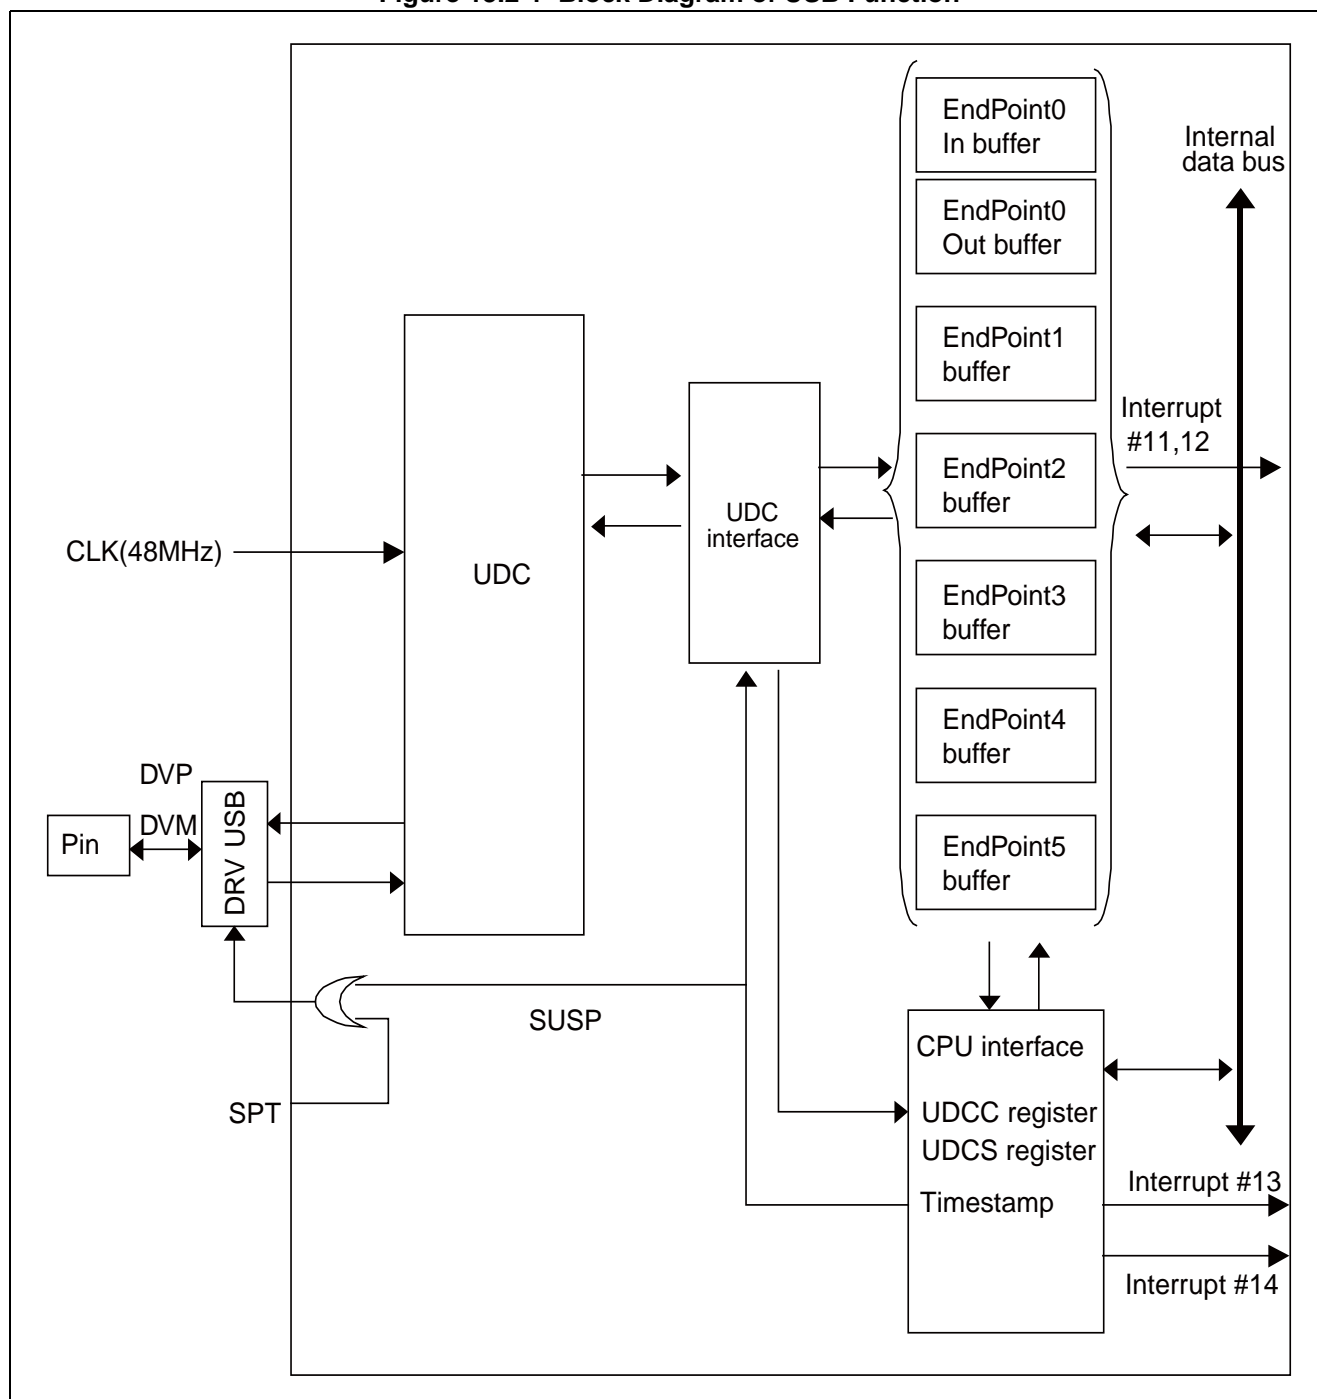 EndPoint0
In buffer
EndPoint0
Out buffer
EndPoint1
buffer
EndPoint2
buffer
EndPoint3
buffer
EndPoint4
buffer
EndPoint5
buffer
Internal
data bus
Interrupt
#11,12
UDC
interface
UDC
CLK(48MHz)
DVP
DVM
Pin
DRV USB
SUSP
SPT
CPU interface
UDCC register
UDCS register
Timestamp
Interrupt #13
Interrupt #14